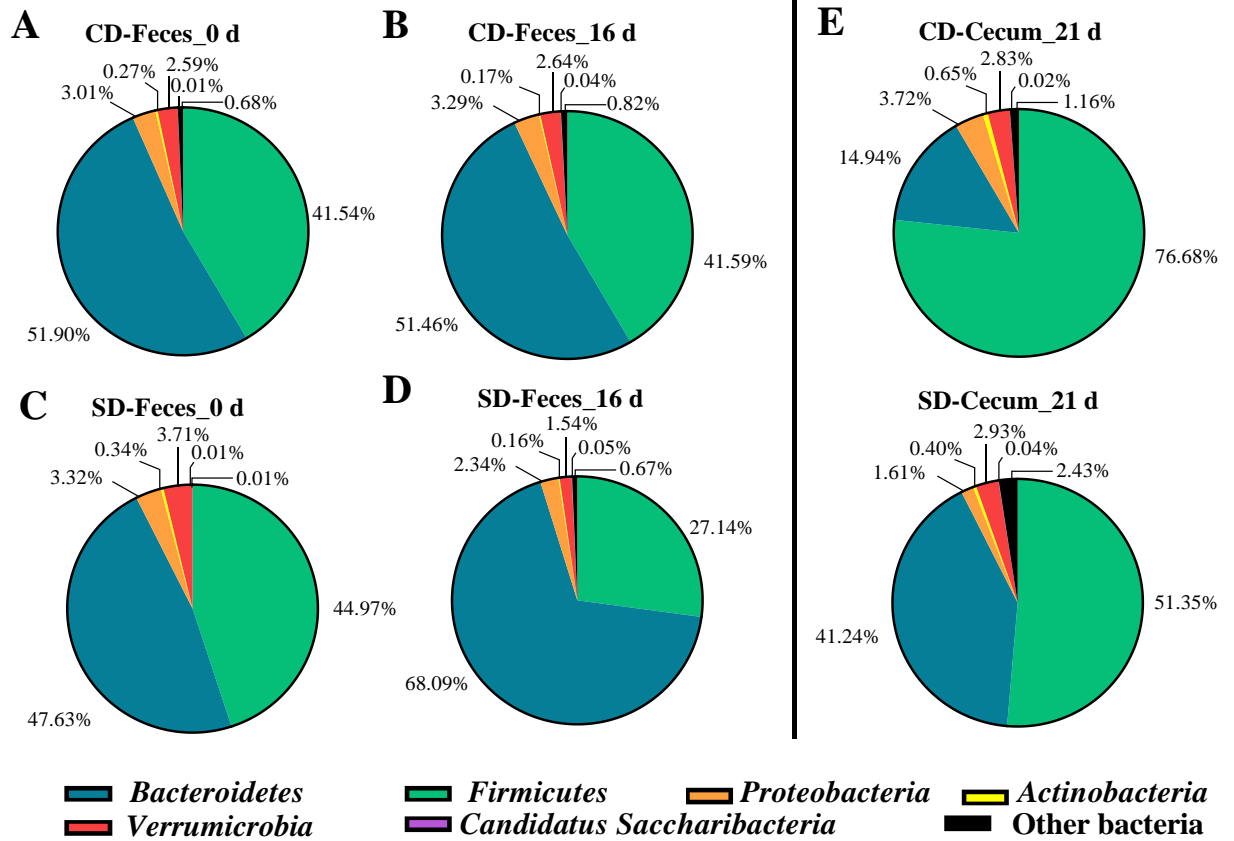 A
CD-Feces_0 d
0.27%
2.59%
0.01%
3.01%
0.68%
41.54%
51.90%
B
CD-Feces_16 d
2.64%
0.17%
0.04%
3.29%
0.82%
41.59%
51.46%
E
CD-Cecum_21 d
2.83%
0.65%
0.02%
3.72%
1.16%
14.94%
76.68%
C
SD-Feces_0 d
3.71%
0.34%
0.01%
3.32%
0.01%
44.97%
47.63%
D
SD-Feces_16 d
1.54%
0.16%
0.05%
2.34%
0.67%
27.14%
68.09%
SD-Cecum_21 d
2.93%
0.40%
0.04%
1.61%
2.43%
51.35%
41.24%
Bacteroidetes
Firmicutes
Proteobacteria
Actinobacteria
Verrumicrobia
Candidatus Saccharibacteria
Other bacteria